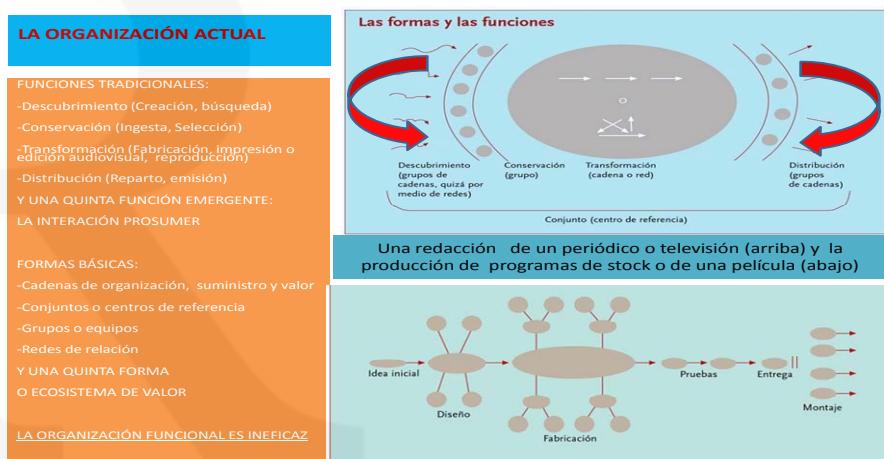 LA ORGANIZACIÓN ACTUAL
FUNCIONES TRADICIONALES:
-Descubrimiento (Creación, búsqueda)
-Conservación (Ingesta, Selección)
-Transformación (Fabricación, impresión o
edición audiovisual, reproducción)
-Distribución (Reparto, emisión)
Y UNA QUINTA FUNCIÓN EMERGENTE:
LA INTERACIÓN PROSUMER
FORMAS BÁSICAS:
-Cadenas de organización, suministro y valor
-Conjuntos o centros de referencia
-Grupos o equipos
-Redes de relación
Y UNA QUINTA FORMA
O ECOSISTEMA DE VALOR
LA ORGANIZACIÓN FUNCIONAL ES INEFICAZ
Las formas y las funciones
Descubrimiento
(grupos de
cadenas, quizá por
medio de redes)
Conservación
(grupo)
Transformación
(cadena o red)
Distribución
(grupos
de cadenas)
Conjunto (centro de referencia)
Una redacción de un periódico o televisión (arriba) y la
producción de programas de stock o de una película (abajo)
Idea inicial
Diseño
Fabricación
Pruebas
Entrega
Montaje